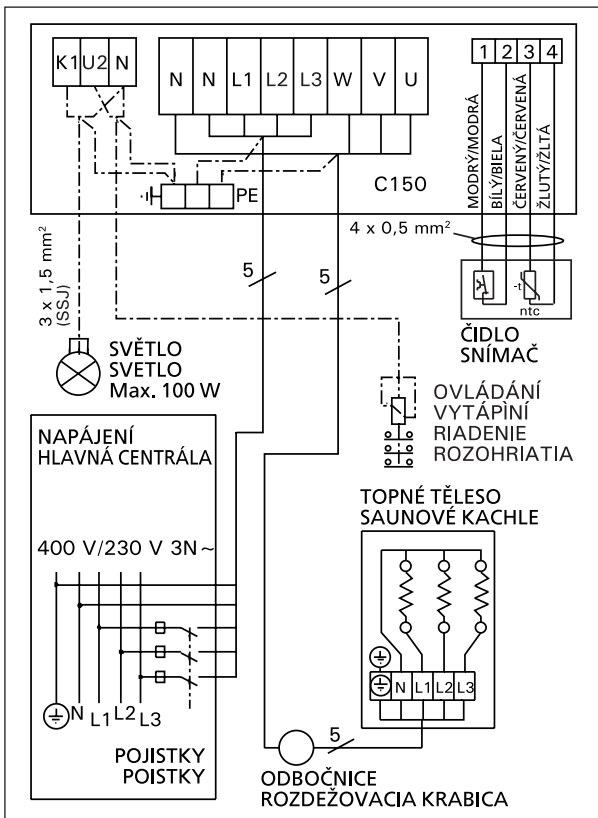 K1 U2 N
N N L1 L2 L3 W V U
1 2 3 4
MODRÝ/MODRÁ
BÍLÝ/BIELA
ČERVENÝ/ČERVENÁ
ŽLUTÝ/ŽLTÁ
PE
C150
4 x 0,5 mm²
3 x 1,5 mm²
(SSJ)
5
5
-t
ntc
ČIDLO
SNÍMAČ
SVĚTLO
SVETLO
Max. 100 W
OVLÁDÁNÍ
VYTÁPÌNÍ
RIADENIE
ROZOHRIATIA
NAPÁJENÍ
HLAVNÁ CENTRÁLA
400 V/230 V 3N~
N L1 L2 L3
POJISTKY
POISTKY
TOPNÉ TĚLESO
SAUNOVÉ KACHLE
N L1 L2 L3
5
ODBOČNICE
ROZDEŽOVACIA KRABICA